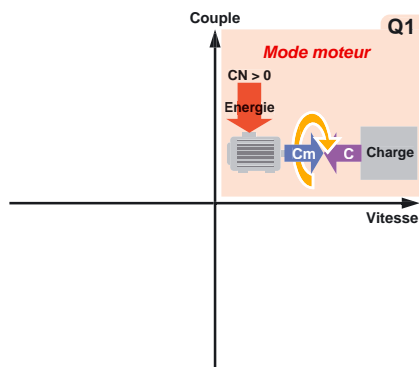 Couple
Q1
Mode moteur
CN > 0
Energie
Cm
C
Charge
Vitesse